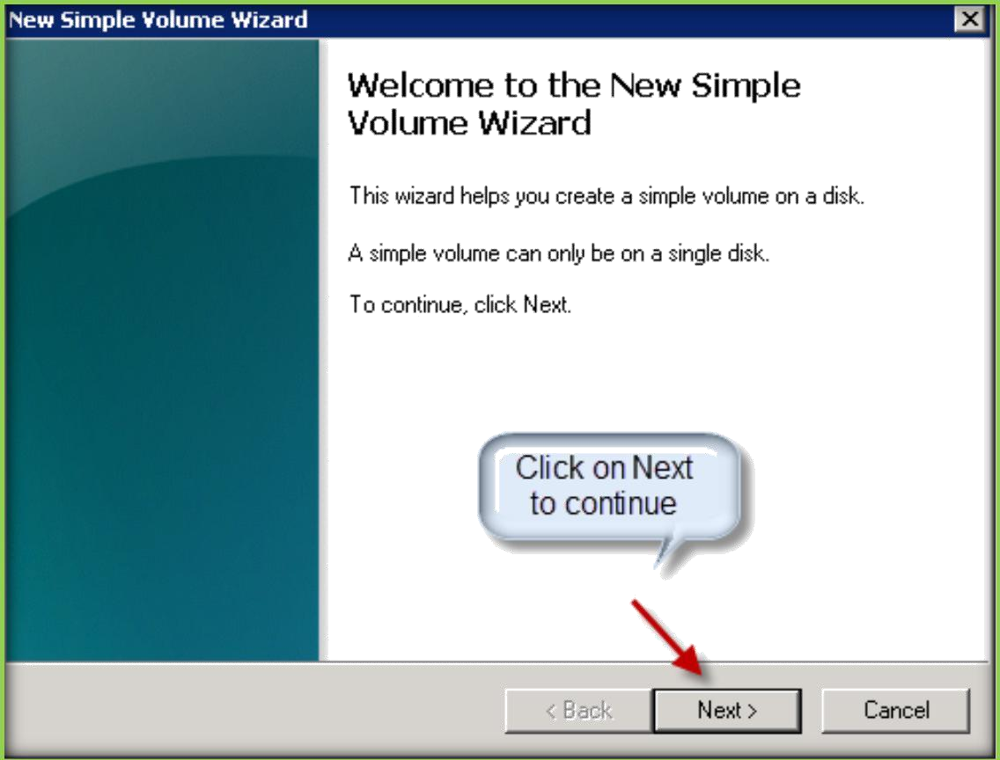 New Simple Volume Wizard
Welcome to the New Simple
Volume Wizard
This wizard helps you create a simple volume on a disk.
A simple volume can only be on a single disk.
To continue, click Next.
Click on Next
to continue
< Back Next > Cancel